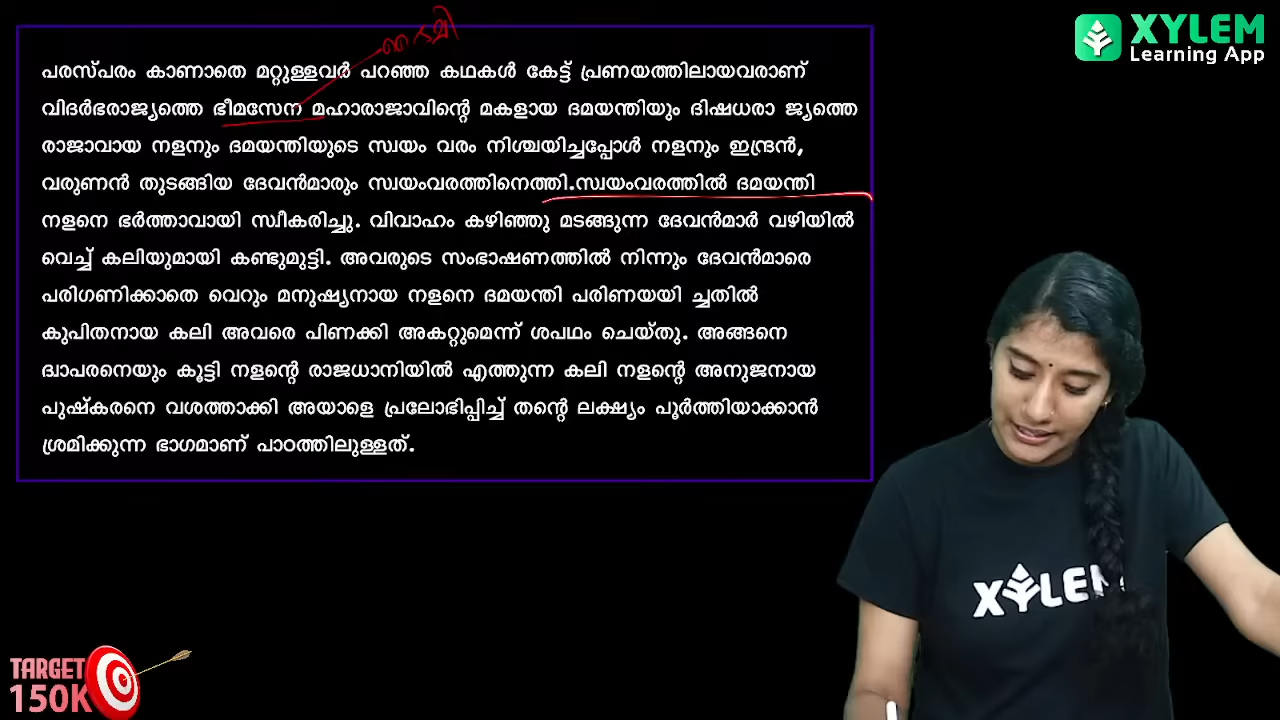 XYLEM
Learning App
പരസ്പരം കാണാതെ മറ്റുള്ളവർ പറഞ്ഞ കഥകൾ കേട്ട് പ്രണയത്തിലായവരാണ്
വിദർഭരാജ്യത്തെ ഭീമസേന മഹാരാജാവിന്റെ മകളായ ദമയന്തിയും ദിഷധരാ ജ്യത്തെ
രാജാവായ നളനും ദമയന്തിയുടെ സ്വയം വരം നിശ്ചയിച്ചപ്പോൾ നളനും ഇന്ദ്രൻ,
വരുണൻ തുടങ്ങിയ ദേവൻമാരും സ്വയംവരത്തിനെത്തി.സ്വയംവരത്തിൽ ദമയന്തി
നളനെ ഭർത്താവായി സ്വീകരിച്ചു. വിവാഹം കഴിഞ്ഞു മടങ്ങുന്ന ദേവൻമാർ വഴിയിൽ
വെച്ച് കലിയുമായി കണ്ടുമുട്ടി. അവരുടെ സംഭാഷണത്തിൽ നിന്നും ദേവൻമാരെ
പരിഗണിക്കാതെ വെറും മനുഷ്യനായ നളനെ ദമയന്തി പരിണയയി ച്ചതിൽ
കുപിതനായ കലി അവരെ പിണക്കി അകറ്റുമെന്ന് ശപഥം ചെയ്തു. അങ്ങനെ
ദ്വാപരനെയും കൂട്ടി നളന്റെ രാജധാനിയിൽ എത്തുന്ന കലി നളന്റെ അനുജനായ
പുഷ്കരനെ വശത്താക്കി അയാളെ പ്രലോഭിപ്പിച്ച് തന്റെ ലക്ഷ്യം പൂർത്തിയാക്കാൻ
ശ്രമിക്കുന്ന ഭാഗമാണ് പാഠത്തിലുള്ളത്.
XYLEM
TARGET
150K